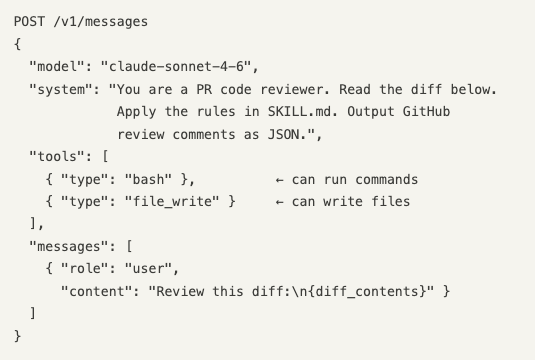 POST /v1/messages
{
  "model": "claude-sonnet-4-6",
  "system": "You are a PR code reviewer. Read the diff below.
             Apply the rules in SKILL.md. Output GitHub
             review comments as JSON.",
  "tools": [
    { "type": "bash" },          ← can run commands
    { "type": "file_write" }     ← can write files
  ],
  "messages": [
    { "role": "user",
      "content": "Review this diff:\n{diff_contents}" }
  ]
}